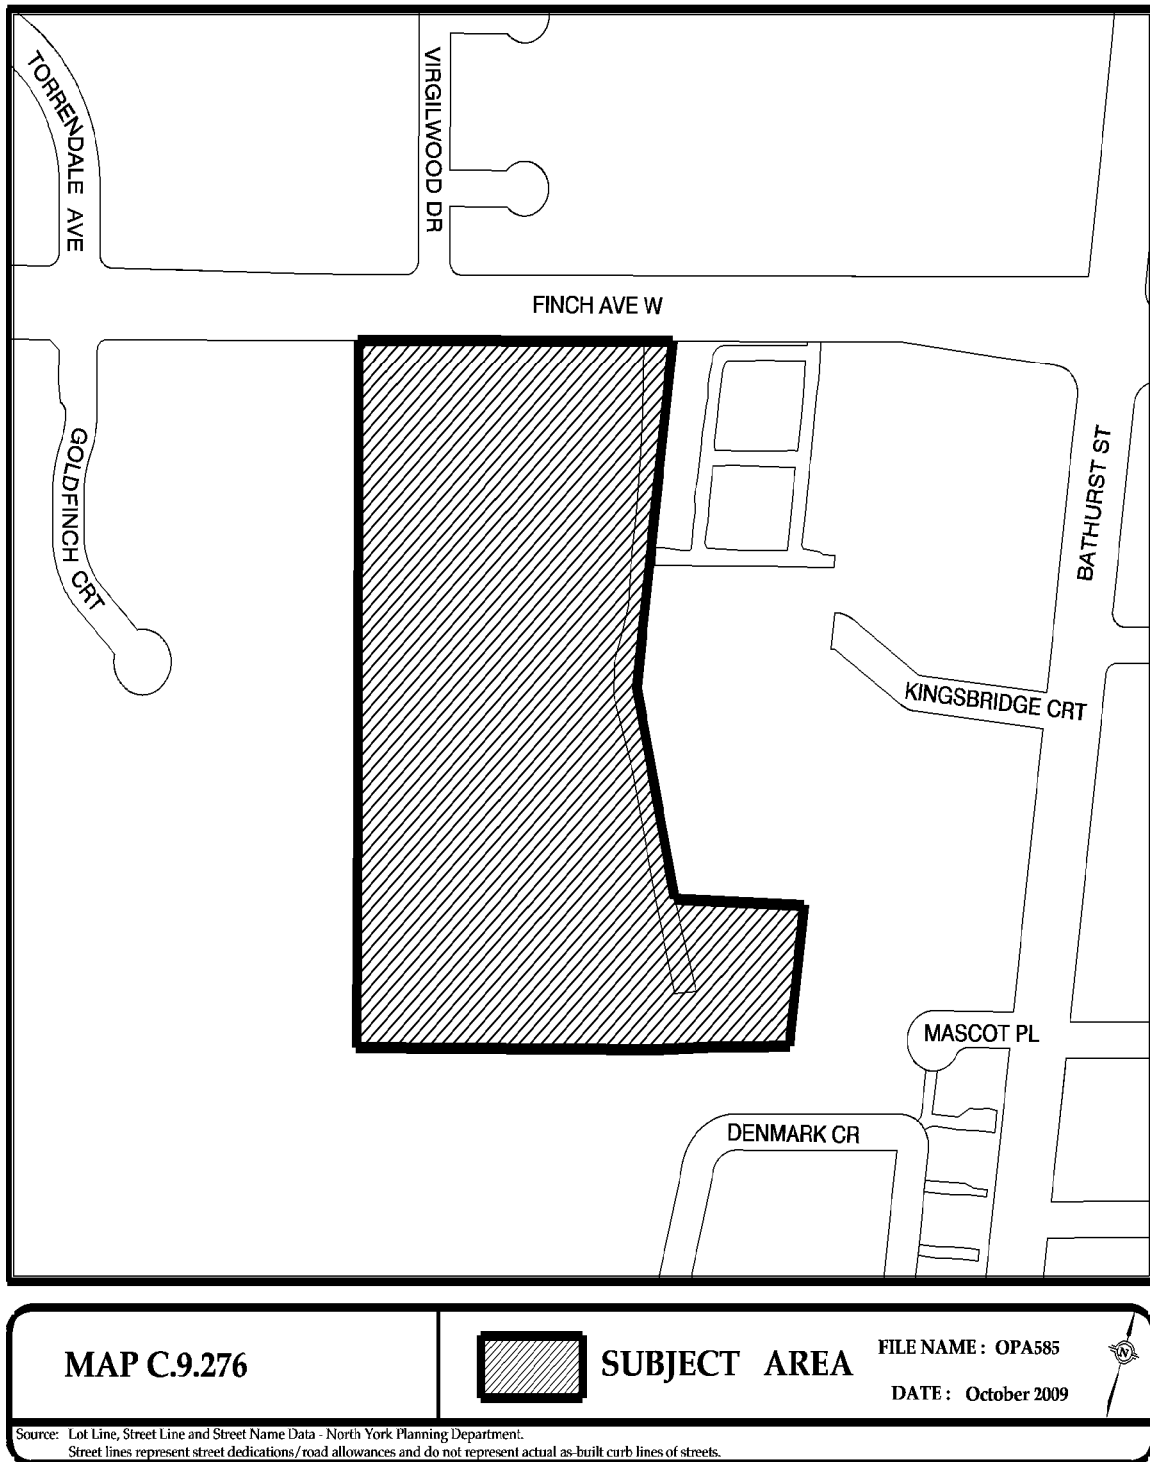 TORRENDALE AVE
VIRGILWOOD DR
FINCH AVE W
GOLDFINCH CRT
BATHURST ST
KINGSBRIDGE CRT
MASCOT PL
DENMARK CR
MAP C.9.276
SUBJECT AREA
FILE NAME : OPA585
DATE : October 2009
N
Source: Lot Line, Street Line and Street Name Data - North York Planning Department.
Street lines represent street dedications/road allowances and do not represent actual as-built curb lines of streets.